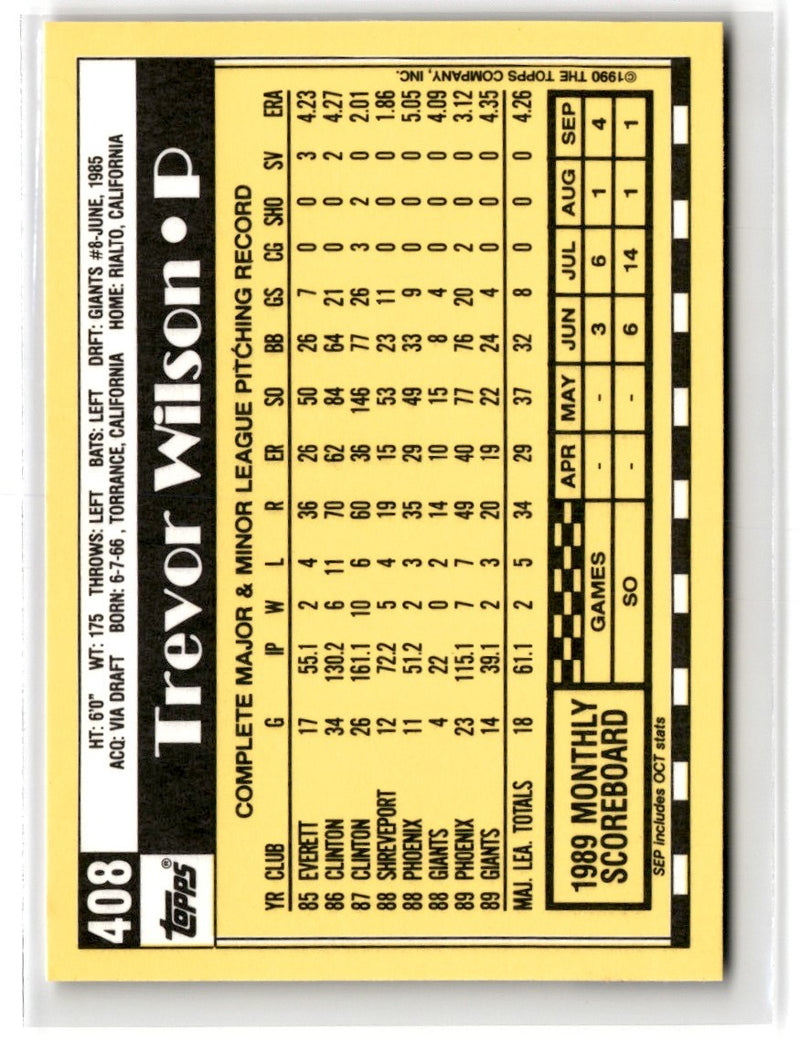 408
HT: 6'0" WT: 175 THROWS: LEFT BATS: LEFT DRFT: GIANTS #8-JUNE, 1985
ACQ: VIA DRAFT BORN: 6-7-66, TORRANCE, CALIFORNIA HOME: RIALTO, CALIFORNIA
TOPPS®
Trevor Wilson • P
COMPLETE MAJOR & MINOR LEAGUE PITCHING RECORD
YR CLUB G IP W L R ER SO BB GS CG SHO SV ERA
85 EVERETT 17 55.1 2 4 36 26 50 26 7 0 0 3 4.23
86 CLINTON 34 130.2 6 11 70 62 84 64 21 0 0 2 4.27
87 CLINTON 26 161.1 10 6 60 36 146 77 26 3 2 0 2.01
88 SHREVEPORT 12 72.2 5 4 19 15 53 23 11 0 0 0 1.86
88 PHOENIX 11 51.2 2 3 35 29 49 33 9 0 0 0 5.05
88 GIANTS 4 22 0 2 14 10 15 8 4 0 0 0 4.09
89 PHOENIX 23 115.1 7 7 49 40 77 76 20 2 0 0 3.12
89 GIANTS 14 39.1 2 3 20 19 22 24 4 0 0 0 4.35
MAJ. LEA. TOTALS 18 61.1 2 5 34 29 37 32 8 0 0 0 4.26
1989 MONTHLY
SCOREBOARD
APR MAY JUN JUL AUG SEP
GAMES - - 3 6 1 4
SO - - 6 14 1 1
SEP includes OCT stats
©1990 THE TOPPS COMPANY, INC.